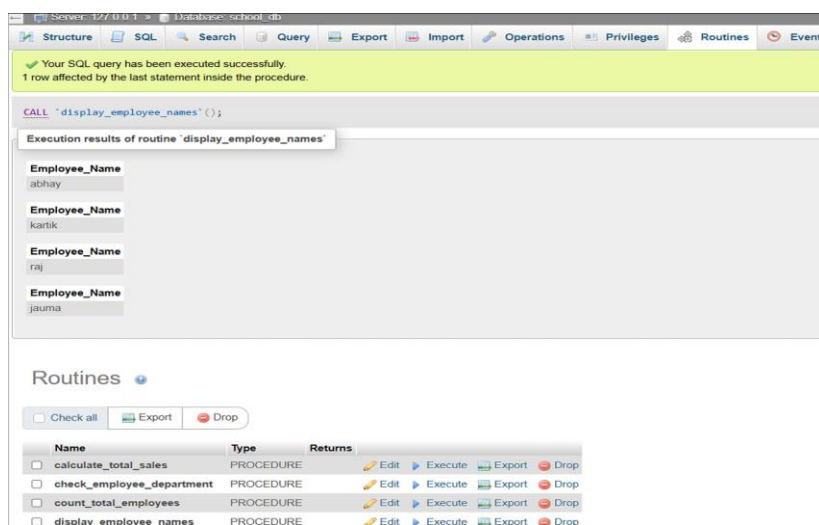 Server: 127.0.0.1 » Database: school_db
Structure SQL Search Query Export Import Operations Privileges Routines Event
Your SQL query has been executed successfully.
1 row affected by the last statement inside the procedure.
CALL `display_employee_names`();
Execution results of routine `display_employee_names`
Employee_Name
abhay
Employee_Name
kartik
Employee_Name
raj
Employee_Name
jauma
Routines
Check all Export Drop
Name Type Returns
calculate_total_sales PROCEDURE Edit Execute Export Drop
check_employee_department PROCEDURE Edit Execute Export Drop
count_total_employees PROCEDURE Edit Execute Export Drop
display_employee_names PROCEDURE Edit Execute Export Drop